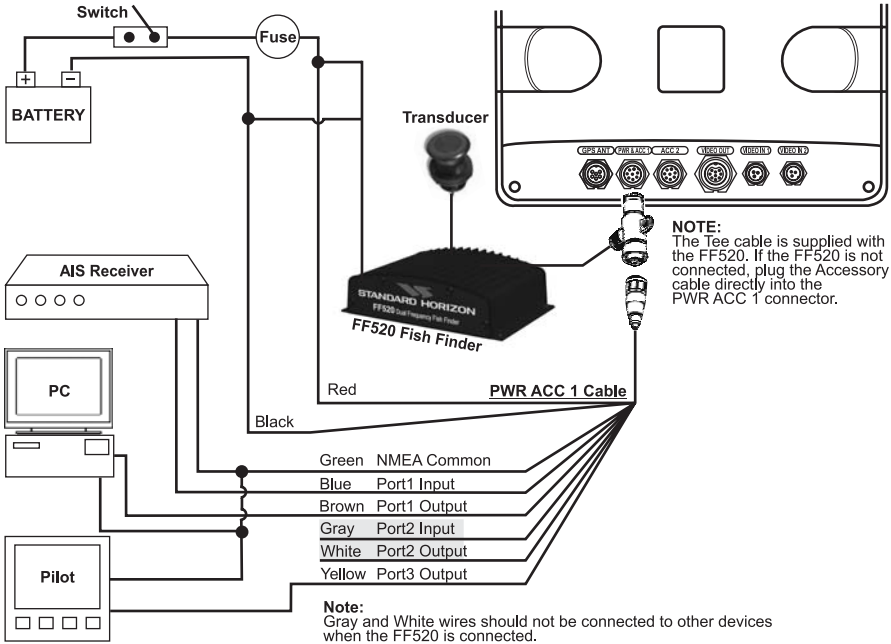 Switch
Fuse
+
−
BATTERY
Transducer
GPS ANT
PWR & ACC 1
ACC 2
VIDEO OUT
VIDEO IN 1
VIDEO IN 2
NOTE:
The Tee cable is supplied with
the FF520. If the FF520 is not
connected, plug the Accessory
cable directly into the
PWR ACC 1 connector.
AIS Receiver
STANDARD HORIZON
FF520 Dual Frequency Fish Finder
FF520 Fish Finder
PC
Red
PWR ACC 1 Cable
Black
Green NMEA Common
Blue Port1 Input
Brown Port1 Output
Gray Port2 Input
White Port2 Output
Yellow Port3 Output
Pilot
Note:
Gray and White wires should not be connected to other devices
when the FF520 is connected.